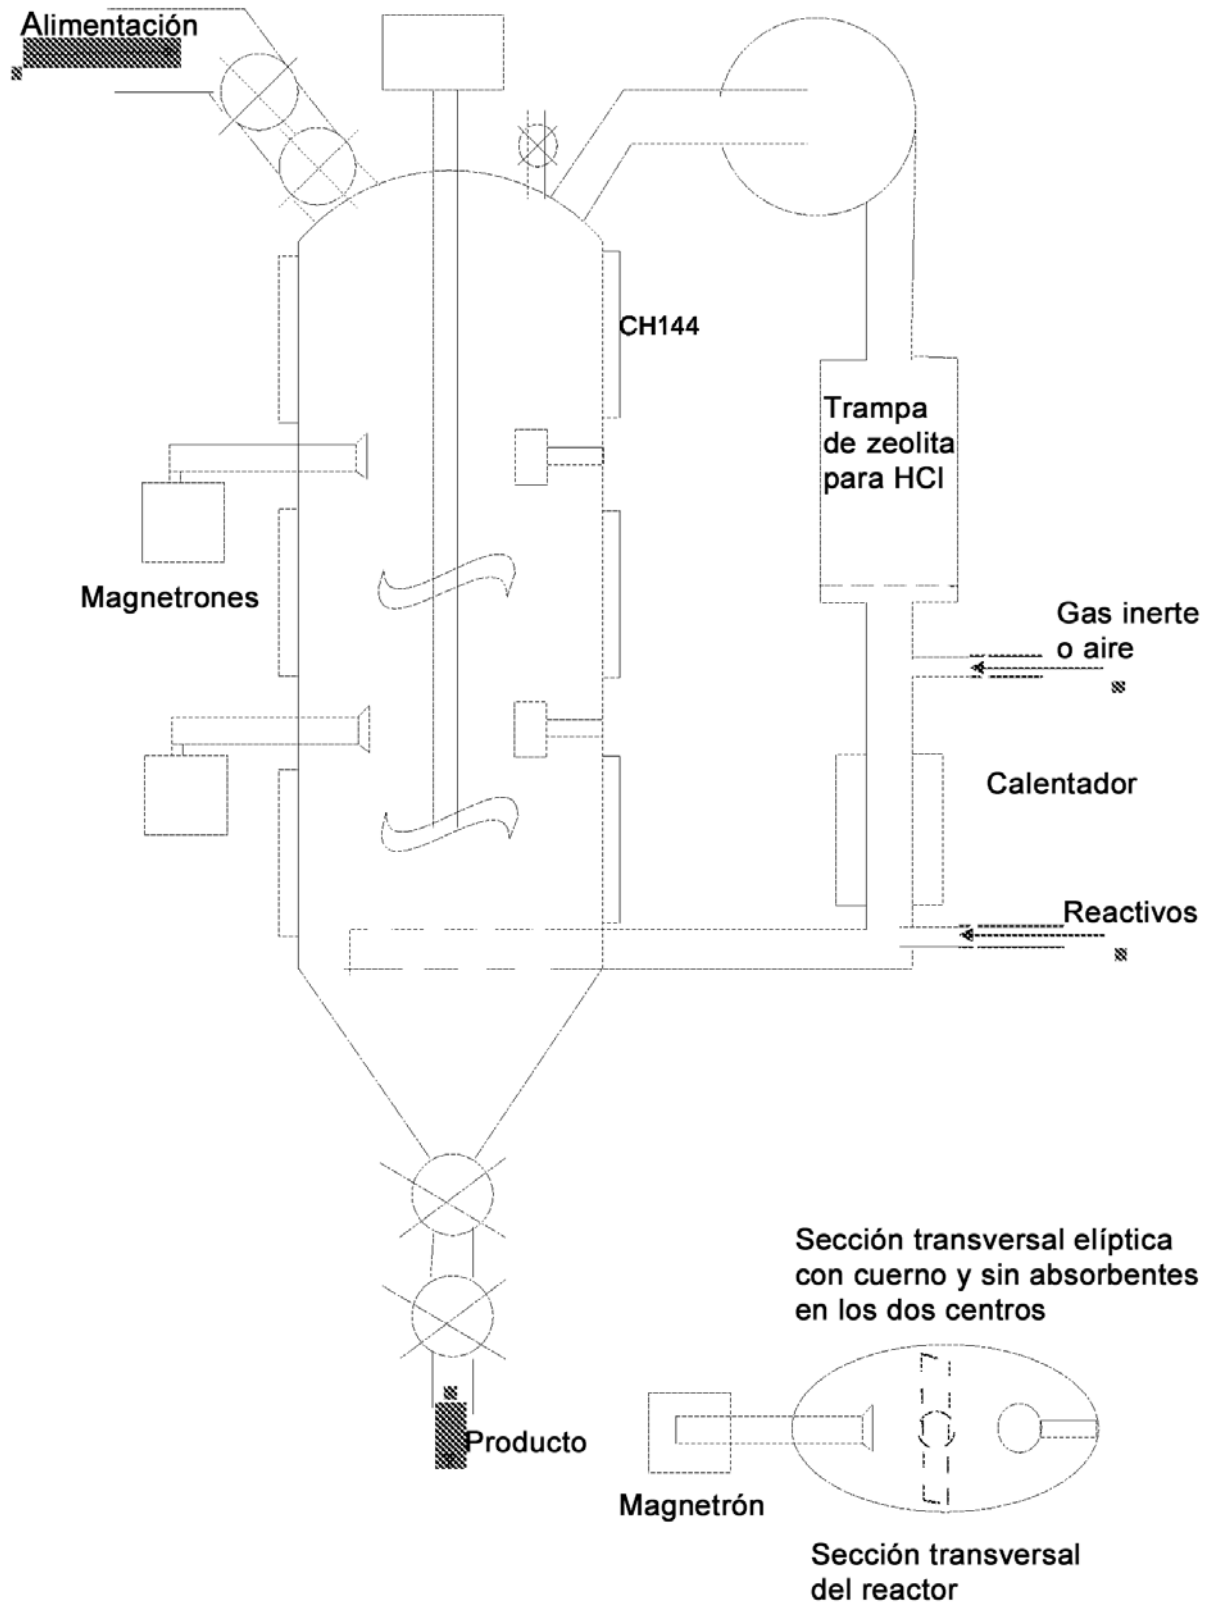 Alimentación
CH144
Trampa
de zeolita
para HCl
Magnetrones
Gas inerte
o aire
Calentador
Reactivos
Sección transversal elíptica
con cuerno y sin absorbentes
en los dos centros
Producto
Magnetrón
Sección transversal
del reactor